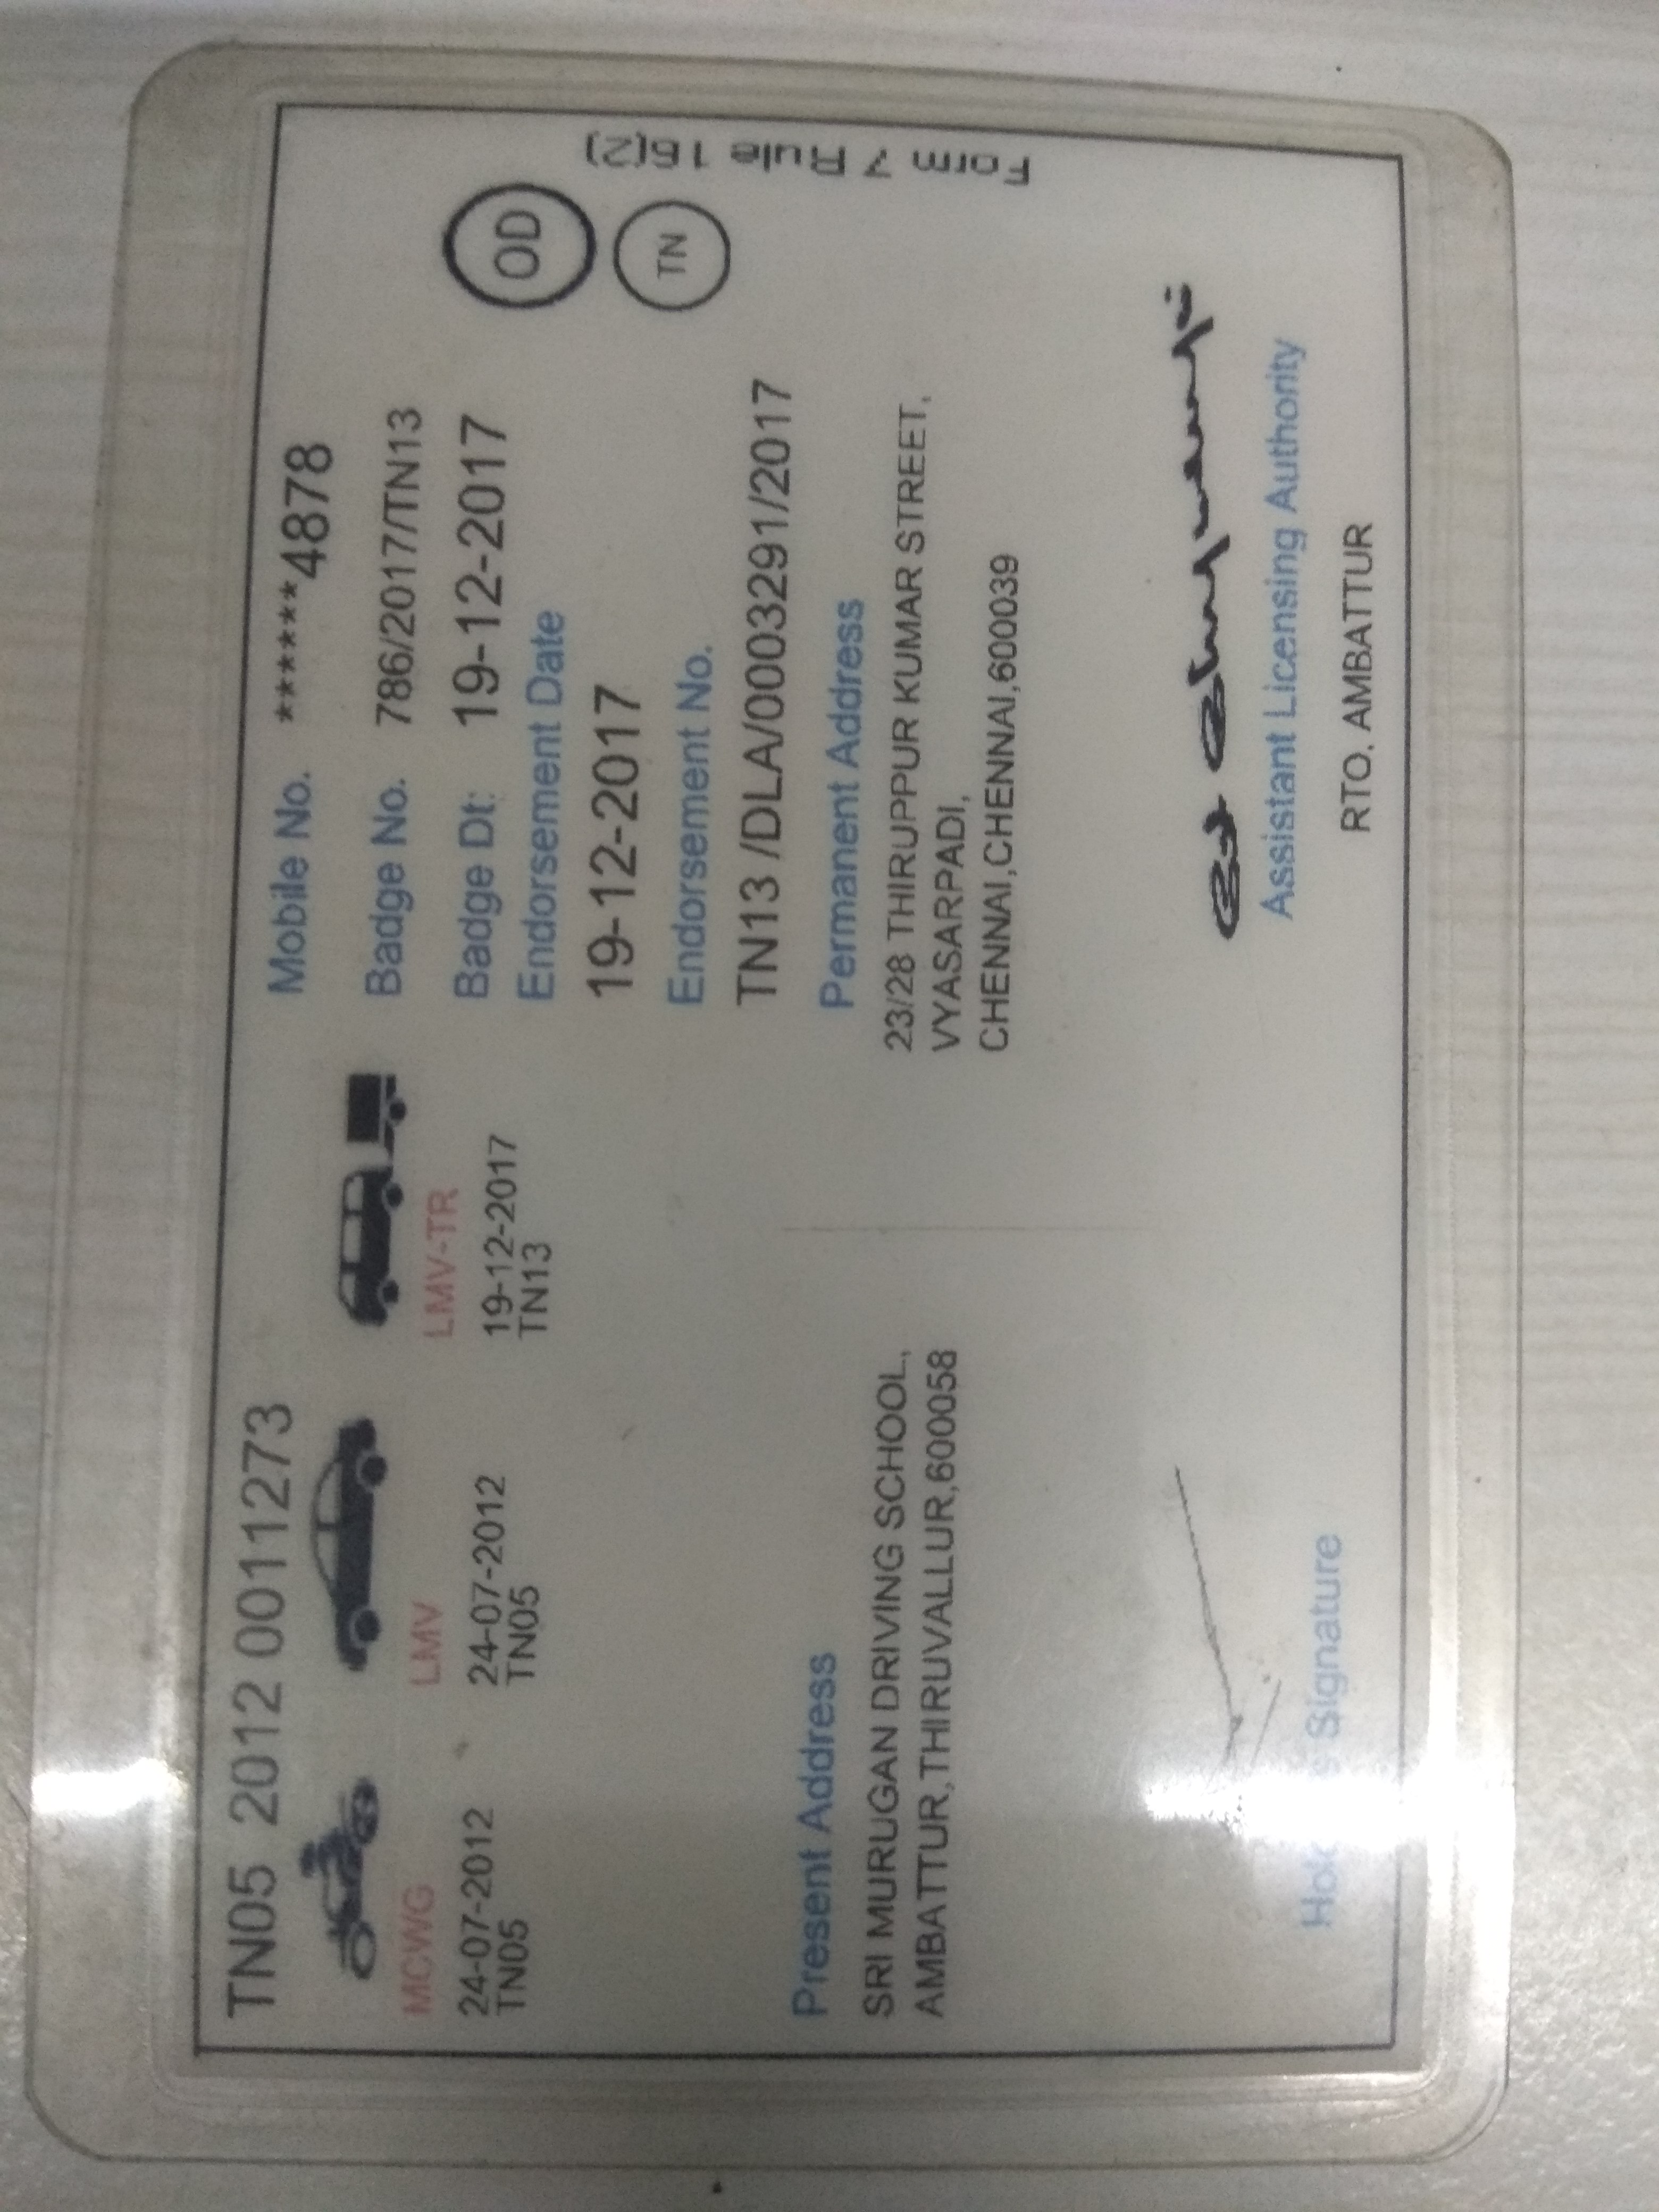 TN05 2012 0011273
MCWG
24-07-2012
TN05
LMV
24-07-2012
TN05
LMV-TR
19-12-2017
TN13
Mobile No. ******4878
Badge No. 786/2017/TN13
Badge Dt: 19-12-2017
Endorsement Date
19-12-2017
Endorsement No.
TN13 /DLA/0003291/2017
OD
TN
Form 7 Rule 16(2)
Present Address
SRI MURUGAN DRIVING SCHOOL,
AMBATTUR,THIRUVALLUR,600058
Permanent Address
23/28 THIRUPPUR KUMAR STREET,
VYASARPADI,
CHENNAI,CHENNAI,600039
Signature
Assistant Licensing Authority
RTO. AMBATTUR